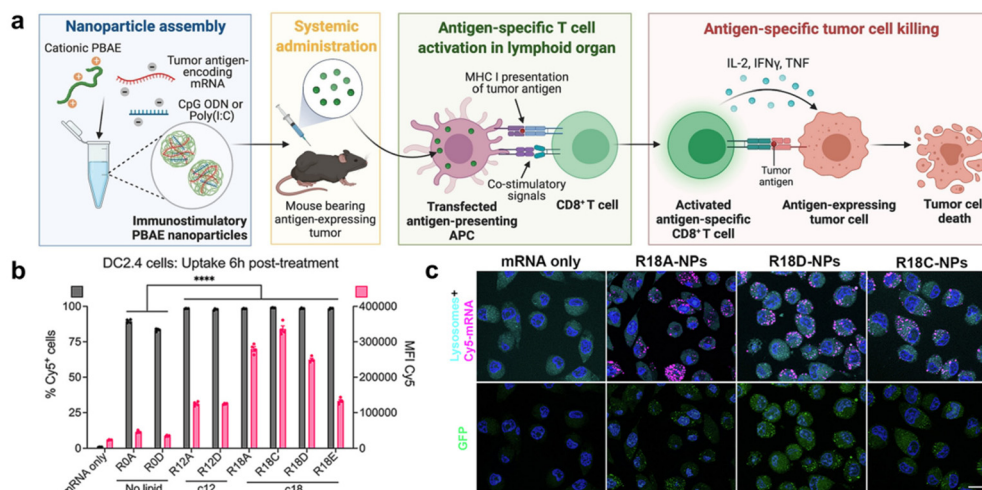 a
Nanoparticle assembly
Cationic PBAE
Tumor antigen-
encoding
mRNA
CpG ODN or
Poly(I:C)
Immunostimulatory
PBAE nanoparticles
Systemic
administration
Mouse bearing
antigen-expressing
tumor
Antigen-specific T cell
activation in lymphoid organ
MHC I presentation
of tumor antigen
Co-stimulatory
signals
Transfected
antigen-presenting
APC
CD8⁺ T cell
Antigen-specific tumor cell killing
IL-2, IFNγ, TNF
Tumor
antigen
Activated
antigen-specific
CD8⁺ T cell
Antigen-expressing
tumor cell
Tumor cell
death
b
DC2.4 cells: Uptake 6h post-treatment
****
% Cy5⁺ cells
100
75
50
25
0
MFI Cy5
400000
300000
200000
100000
0
mRNA only
R0A
R0D
R12A
R12D
R18A
R18C
R18D
R18E
No lipid
c12
c18
c
mRNA only
R18A-NPs
R18D-NPs
R18C-NPs
Lysosomes+
Cy5-mRNA
GFP